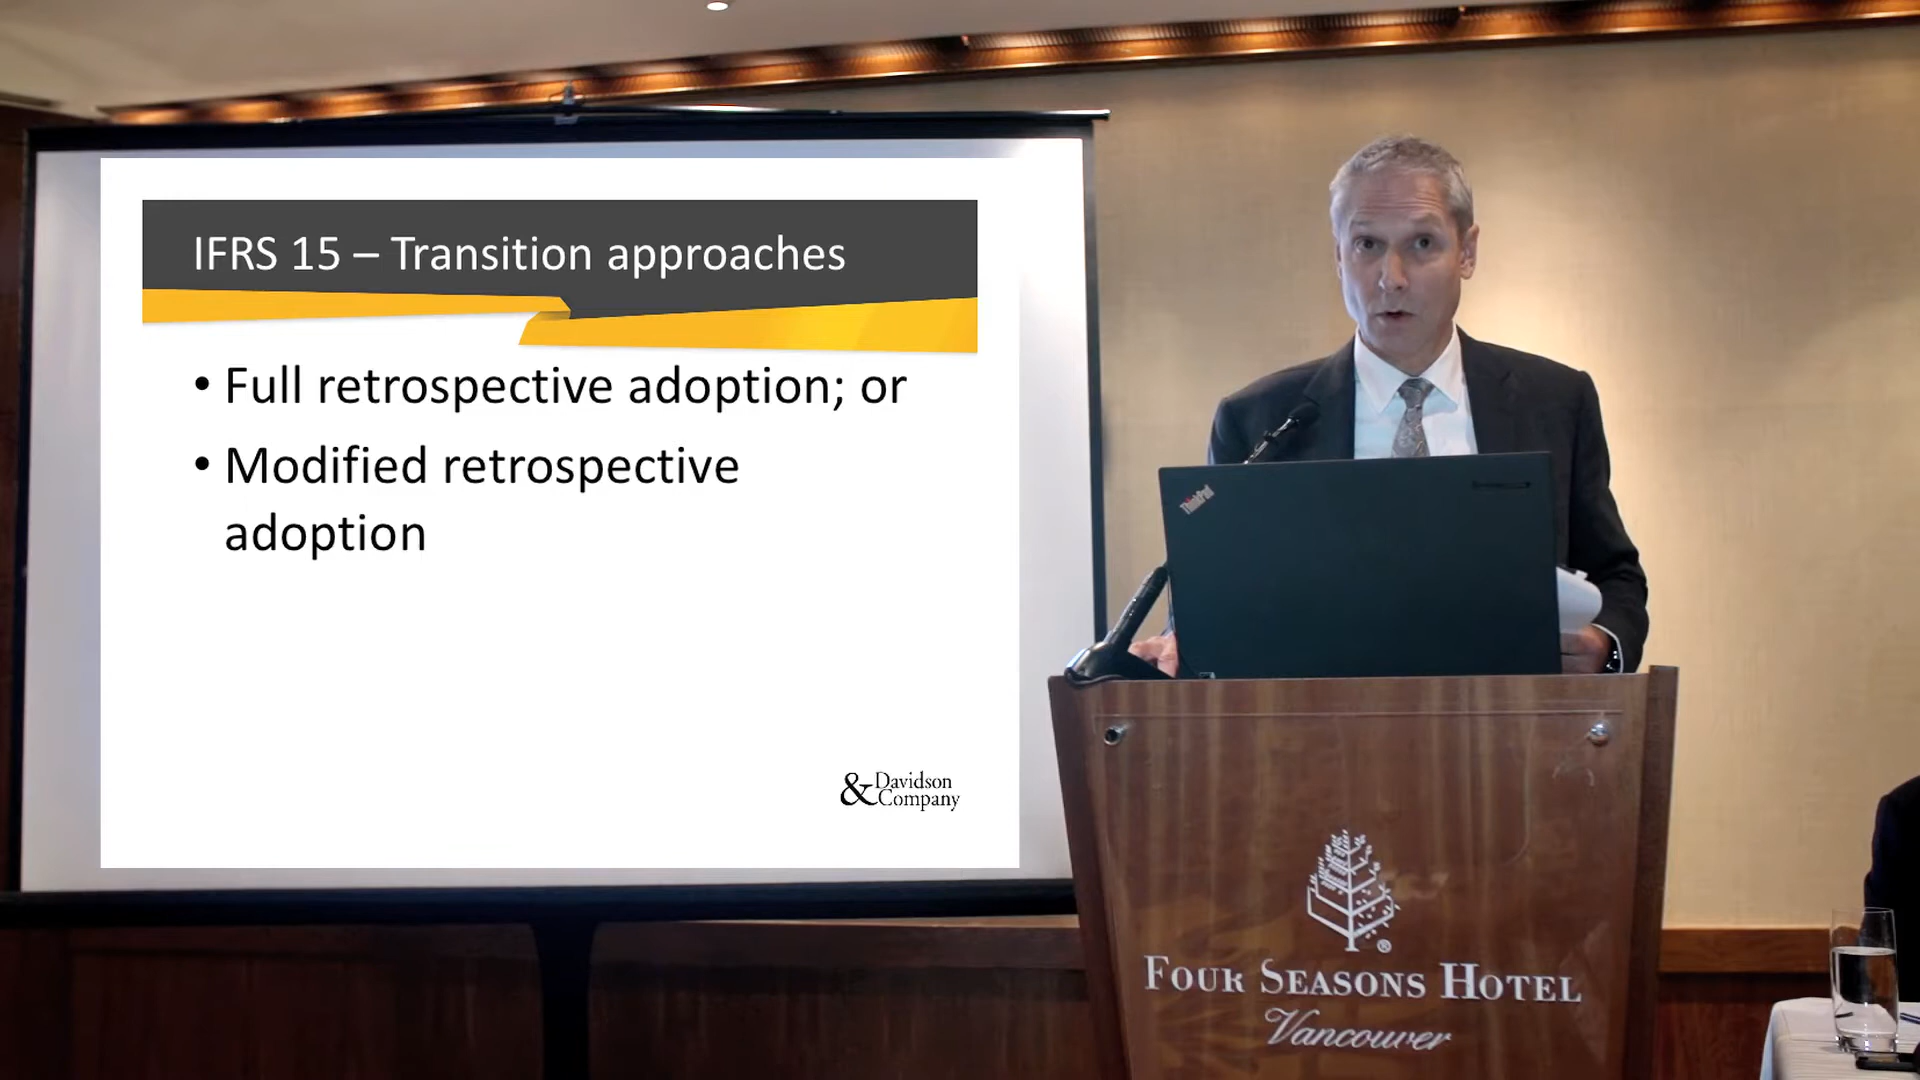 IFRS 15 – Transition approaches
• Full retrospective adoption; or
• Modified retrospective
adoption
& Davidson
Company
ThinkPad
FOUR SEASONS HOTEL
Vancouver
®